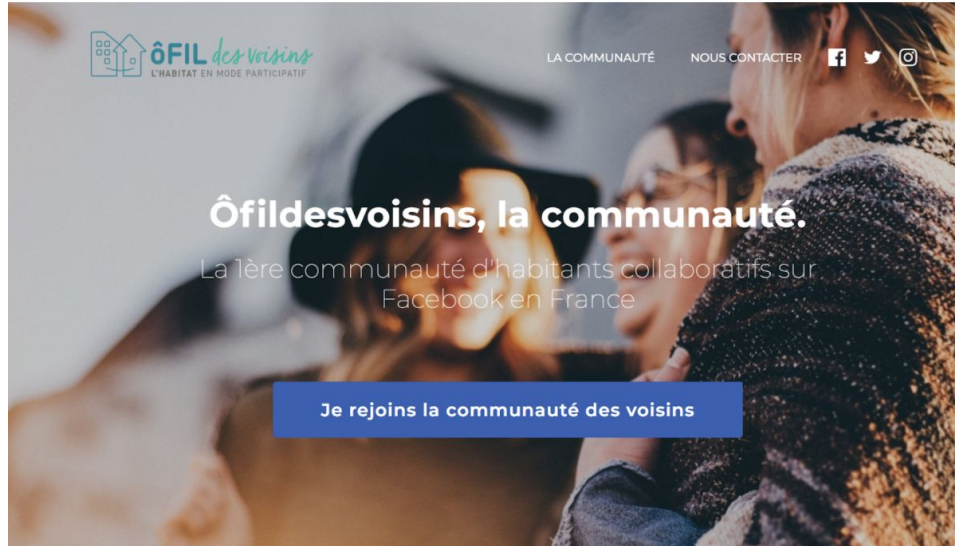 ôFIL des voisins
L'HABITAT EN MODE PARTICIPATIF
LA COMMUNAUTÉ
NOUS CONTACTER
Ôfildesvoisins, la communauté.
La 1ère communauté d'habitants collaboratifs sur
Facebook en France
Je rejoins la communauté des voisins